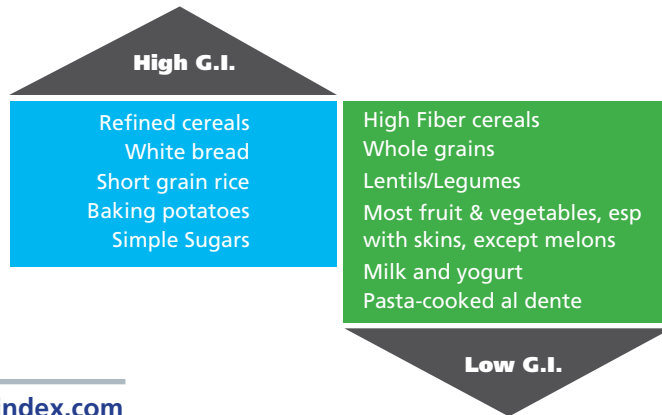 High G.I.
Refined cereals
White bread
Short grain rice
Baking potatoes
Simple Sugars
High Fiber cereals
Whole grains
Lentils/Legumes
Most fruit & vegetables, esp
with skins, except melons
Milk and yogurt
Pasta-cooked al dente
Low G.I.
index.com